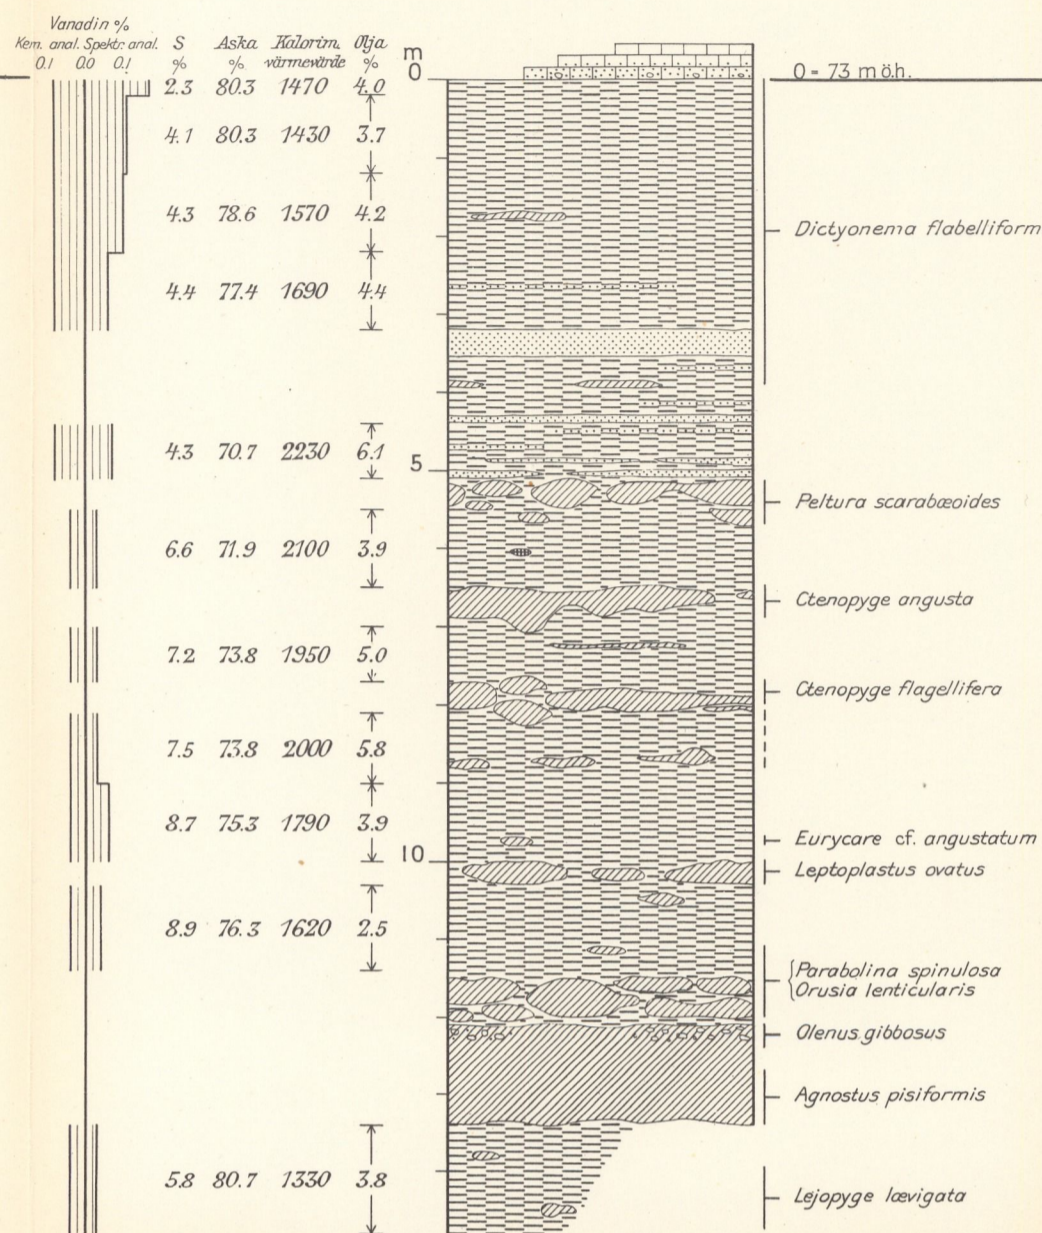 Vanadin %
Kem. anal. Spektr. anal. S Aska Kalorim. Olja m
0.1 0.0 0.1 % % värmevärde % 0
0 = 73 m ö.h.
2.3 80.3 1470 4.0
4.1 80.3 1430 3.7
4.3 78.6 1570 4.2
Dictyonema flabelliform
4.4 77.4 1690 4.4
4.3 70.7 2230 6.1
5
Peltura scarabæoides
6.6 71.9 2100 3.9
Ctenopyge angusta
7.2 73.8 1950 5.0
Ctenopyge flagellifera
7.5 73.8 2000 5.8
8.7 75.3 1790 3.9
Eurycare cf. angustatum
10
Leptoplastus ovatus
8.9 76.3 1620 2.5
Parabolina spinulosa
Orusia lenticularis
Olenus gibbosus
Agnostus pisiformis
5.8 80.7 1330 3.8
Lejopyge lævigata